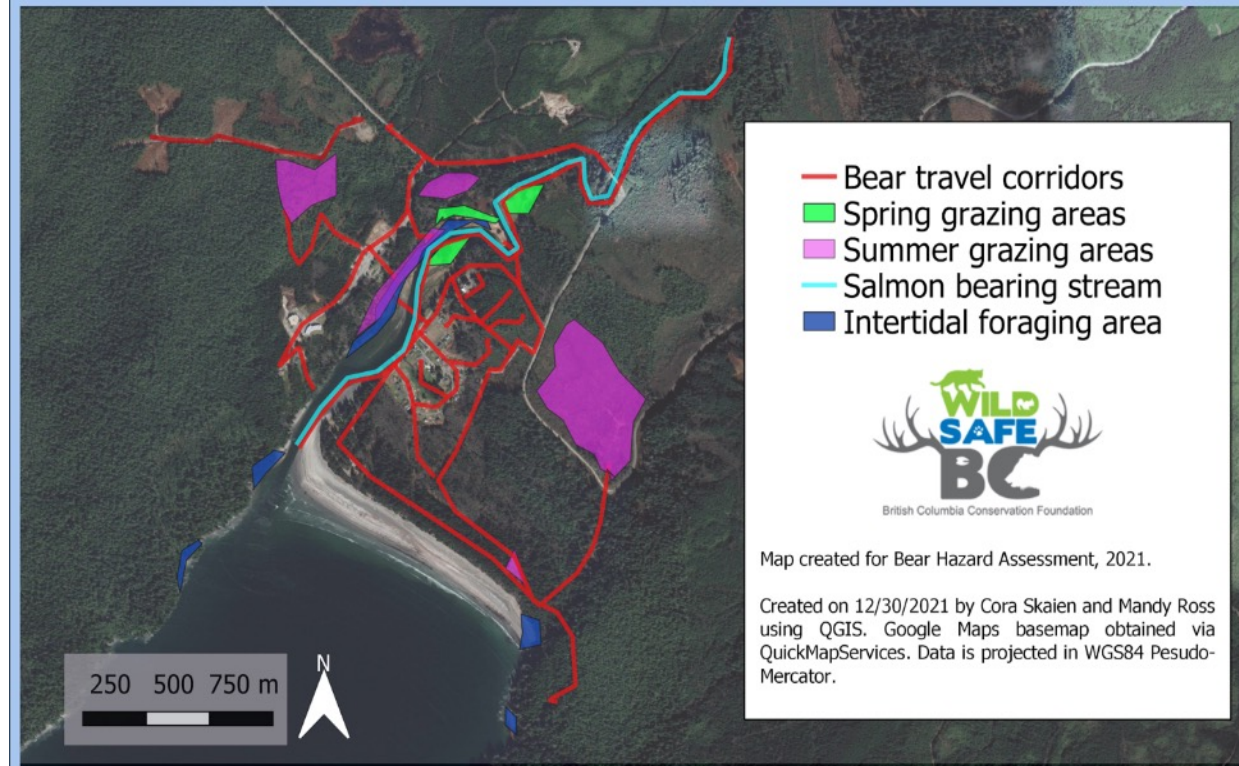 Bear travel corridors
Spring grazing areas
Summer grazing areas
Salmon bearing stream
Intertidal foraging area
WILD
SAFE
BC
British Columbia Conservation Foundation
Map created for Bear Hazard Assessment, 2021.
Created on 12/30/2021 by Cora Skaien and Mandy Ross
using QGIS. Google Maps basemap obtained via
QuickMapServices. Data is projected in WGS84 Pesudo-
Mercator.
250 500 750 m
N